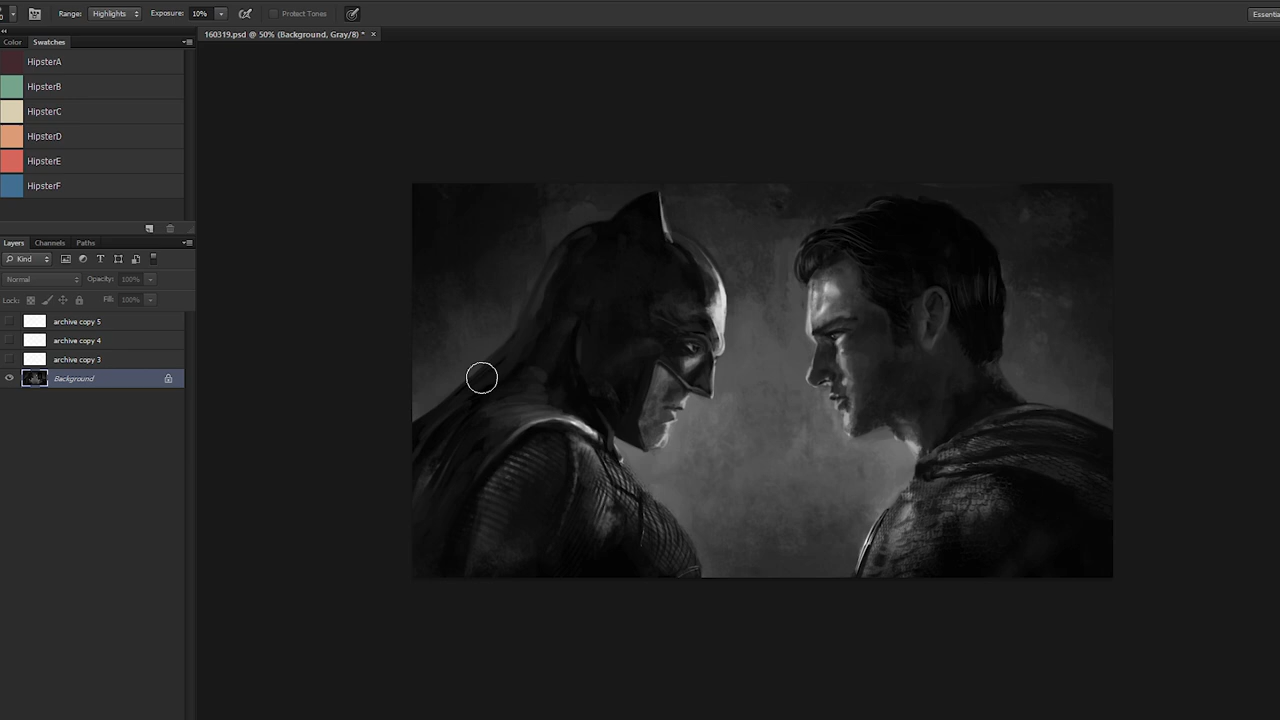 Range: Highlights Exposure: 10% Protect Tones Essentia
160319.psd @ 50% (Background, Gray/8) * ×
Color Swatches
HipsterA
HipsterB
HipsterC
HipsterD
HipsterE
HipsterF
Layers Channels Paths
Kind T
Normal Opacity: 100%
Lock: Fill: 100%
archive copy 5
archive copy 4
archive copy 3
Background